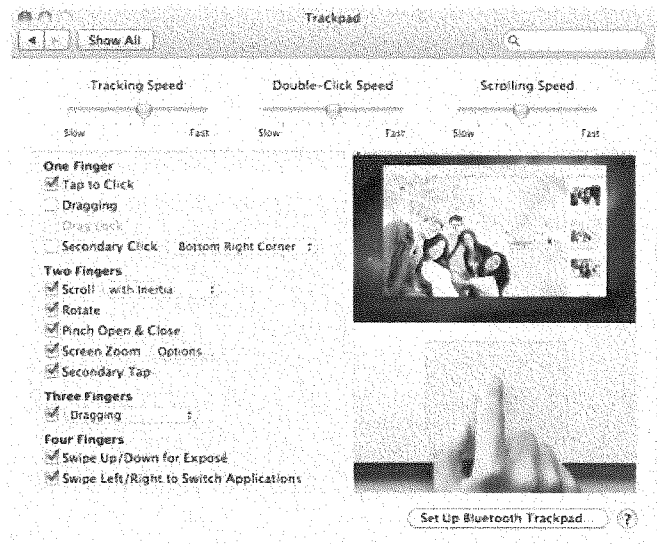 Trackpad
Show All
Tracking Speed Double-Click Speed Scrolling Speed
Slow Fast Slow Fast Slow Fast
One Finger
Tap to Click
Dragging
Drag Lock
Secondary Click Bottom Right Corner
Two Fingers
Scroll with Inertia
Rotate
Pinch Open & Close
Screen Zoom Options...
Secondary Tap
Three Fingers
Dragging
Four Fingers
Swipe Up/Down for Exposé
Swipe Left/Right to Switch Applications
Set Up Bluetooth Trackpad... ?